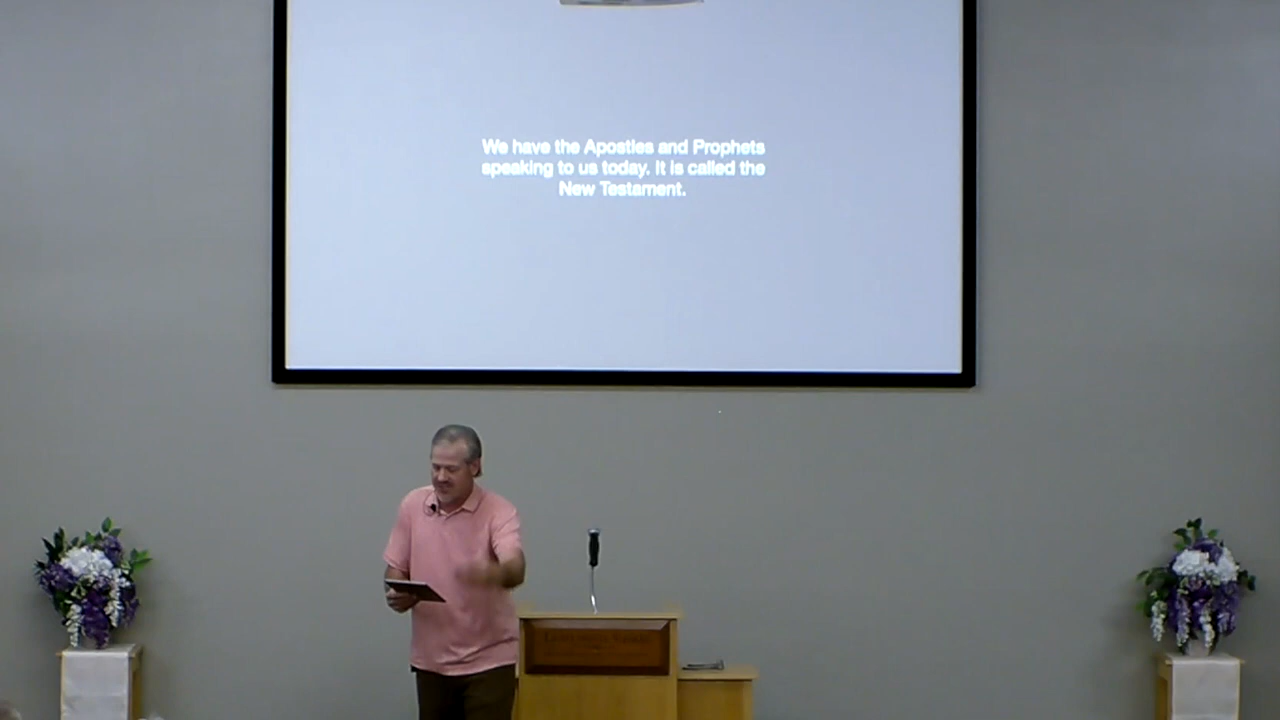 We have the Apostles and Prophets
speaking to us today. It is called the
New Testament.